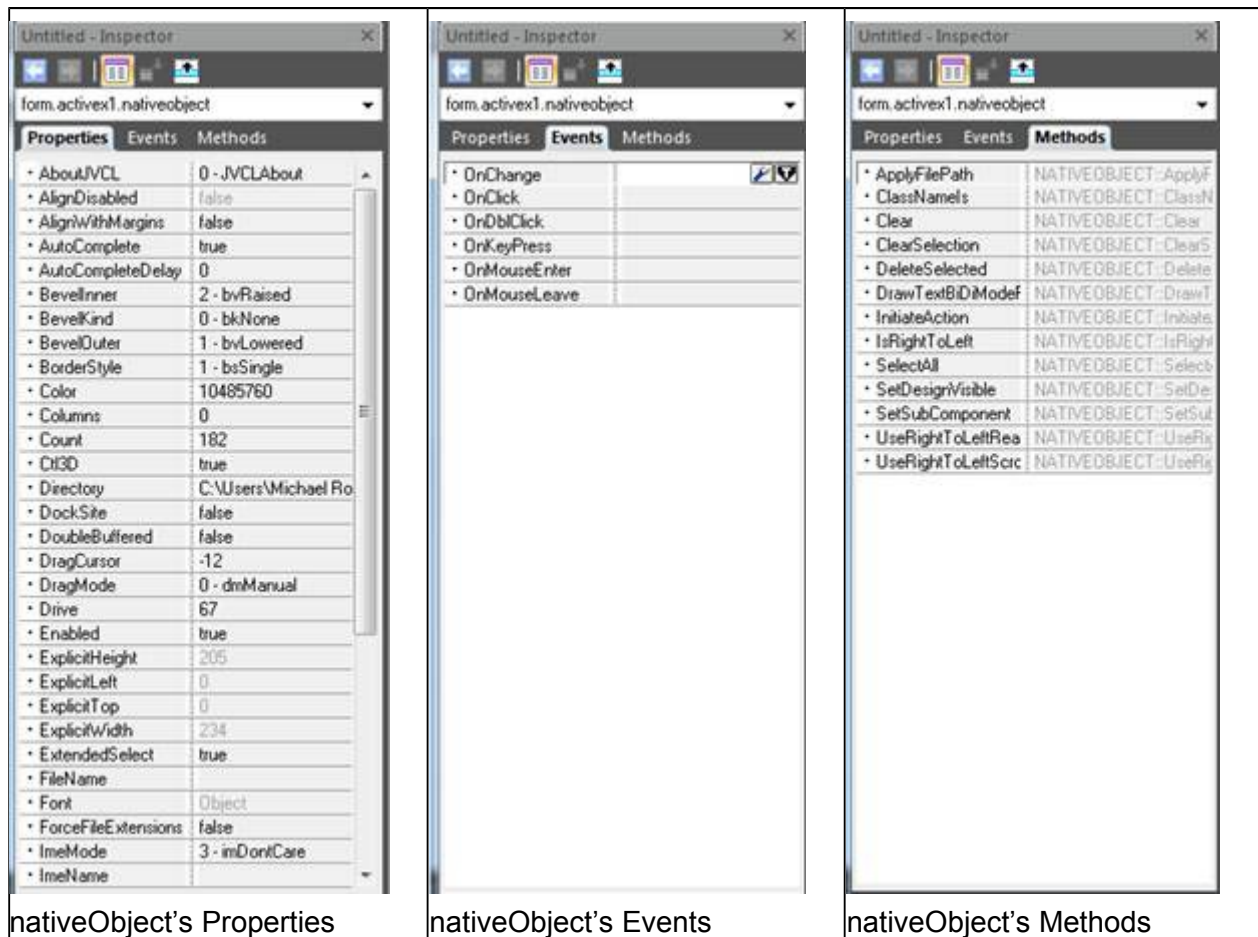 Untitled - Inspector
form.activex1.nativeobject
Properties Events Methods
AboutJVCL 0 - JVCLAbout
AlignDisabled false
AlignWithMargins false
AutoComplete true
AutoCompleteDelay 0
BevelInner 2 - bvRaised
BevelKind 0 - bkNone
BevelOuter 1 - bvLowered
BorderStyle 1 - bsSingle
Color 10485760
Columns 0
Count 182
Ctl3D true
Directory C:\Users\Michael Ro
DockSite false
DoubleBuffered false
DragCursor -12
DragMode 0 - dmManual
Drive 67
Enabled true
ExplicitHeight 205
ExplicitLeft 0
ExplicitTop 0
ExplicitWidth 234
ExtendedSelect true
FileName
Font Object
ForceFileExtensions false
ImeMode 3 - imDontCare
ImeName
nativeObject's Properties
Untitled - Inspector
form.activex1.nativeobject
Properties Events Methods
OnChange
OnClick
OnDblClick
OnKeyPress
OnMouseEnter
OnMouseLeave
nativeObject's Events
Untitled - Inspector
form.activex1.nativeobject
Properties Events Methods
ApplyFilePath NATIVEOBJECT::ApplyF
ClassNameIs NATIVEOBJECT::ClassN
Clear NATIVEOBJECT::Clear
ClearSelection NATIVEOBJECT::ClearS
DeleteSelected NATIVEOBJECT::Delete
DrawTextBiDiModeF NATIVEOBJECT::DrawT
InitiateAction NATIVEOBJECT::Initiate
IsRightToLeft NATIVEOBJECT::IsRight
SelectAll NATIVEOBJECT::Select
SetDesignVisible NATIVEOBJECT::SetDe
SetSubComponent NATIVEOBJECT::SetSub
UseRightToLeftRea NATIVEOBJECT::UseRig
UseRightToLeftScrc NATIVEOBJECT::UseRig
nativeObject's Methods